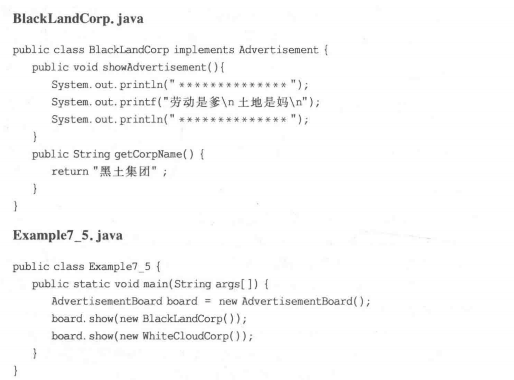 BlackLandCorp.java
public class BlackLandCorp implements Advertisement {
public void showAdvertisement(){
System.out.println("**************");
System.out.printf("劳动是爹\n土地是妈\n");
System.out.println("**************");
}
public String getCorpName() {
return "黑土集团" ;
}
}
Example7_5.java
public class Example7_5 {
public static void main(String args[]) {
AdvertisementBoard board = new AdvertisementBoard();
board.show(new BlackLandCorp());
board.show(new WhiteCloudCorp());
}
}